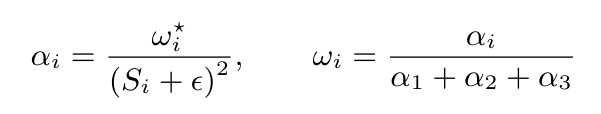 α_i = ω_i^⋆ / (S_i + ϵ)^2, ω_i = α_i / (α_1 + α_2 + α_3)